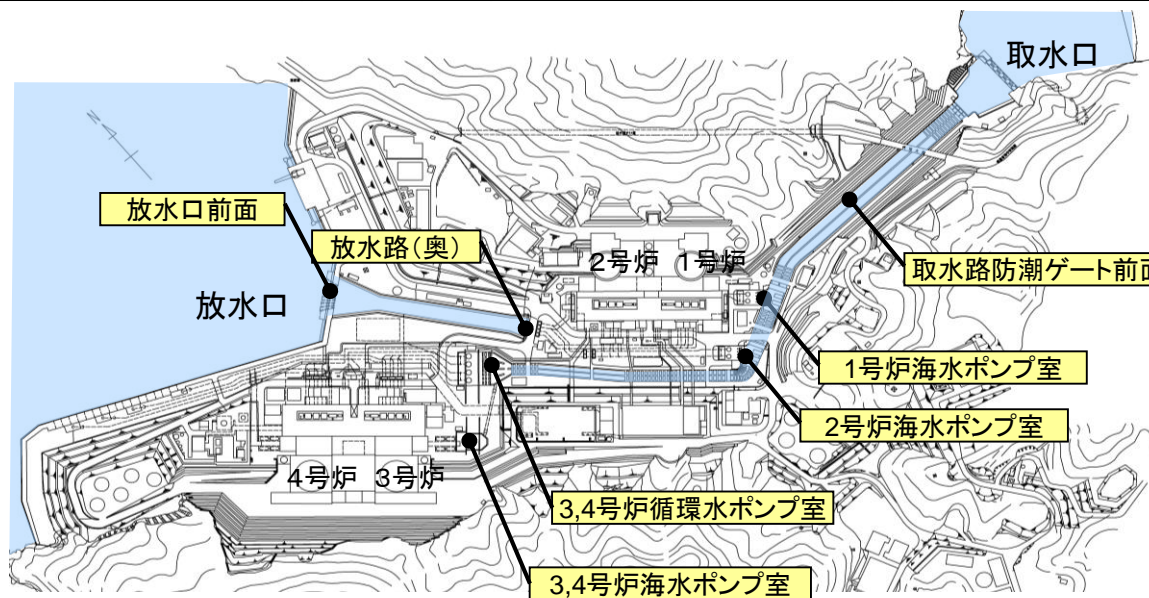 取水口
放水口前面
放水路(奥)
2号炉 1号炉
取水路防潮ゲート前面
放水口
1号炉海水ポンプ室
2号炉海水ポンプ室
4号炉 3号炉
3,4号炉循環水ポンプ室
3,4号炉海水ポンプ室
N